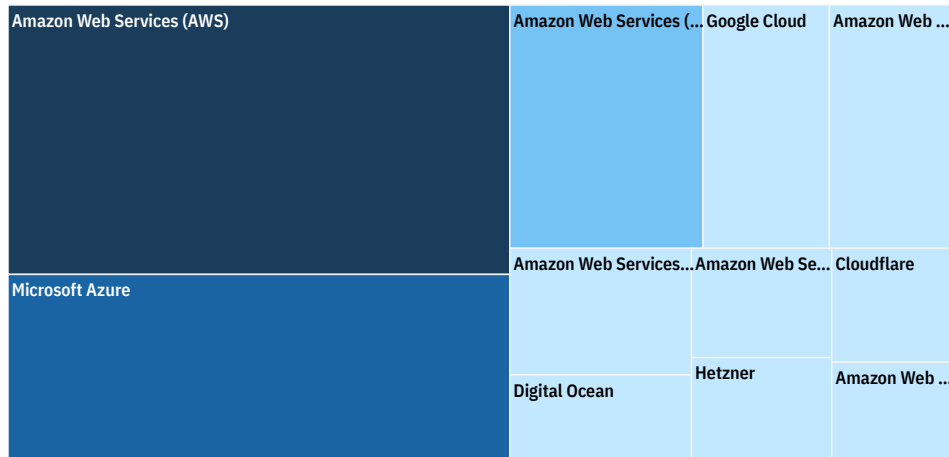 Amazon Web Services (AWS)
Amazon Web Services (...
Google Cloud
Amazon Web ...
Microsoft Azure
Amazon Web Services...
Amazon Web Se...
Cloudflare
Digital Ocean
Hetzner
Amazon Web ...